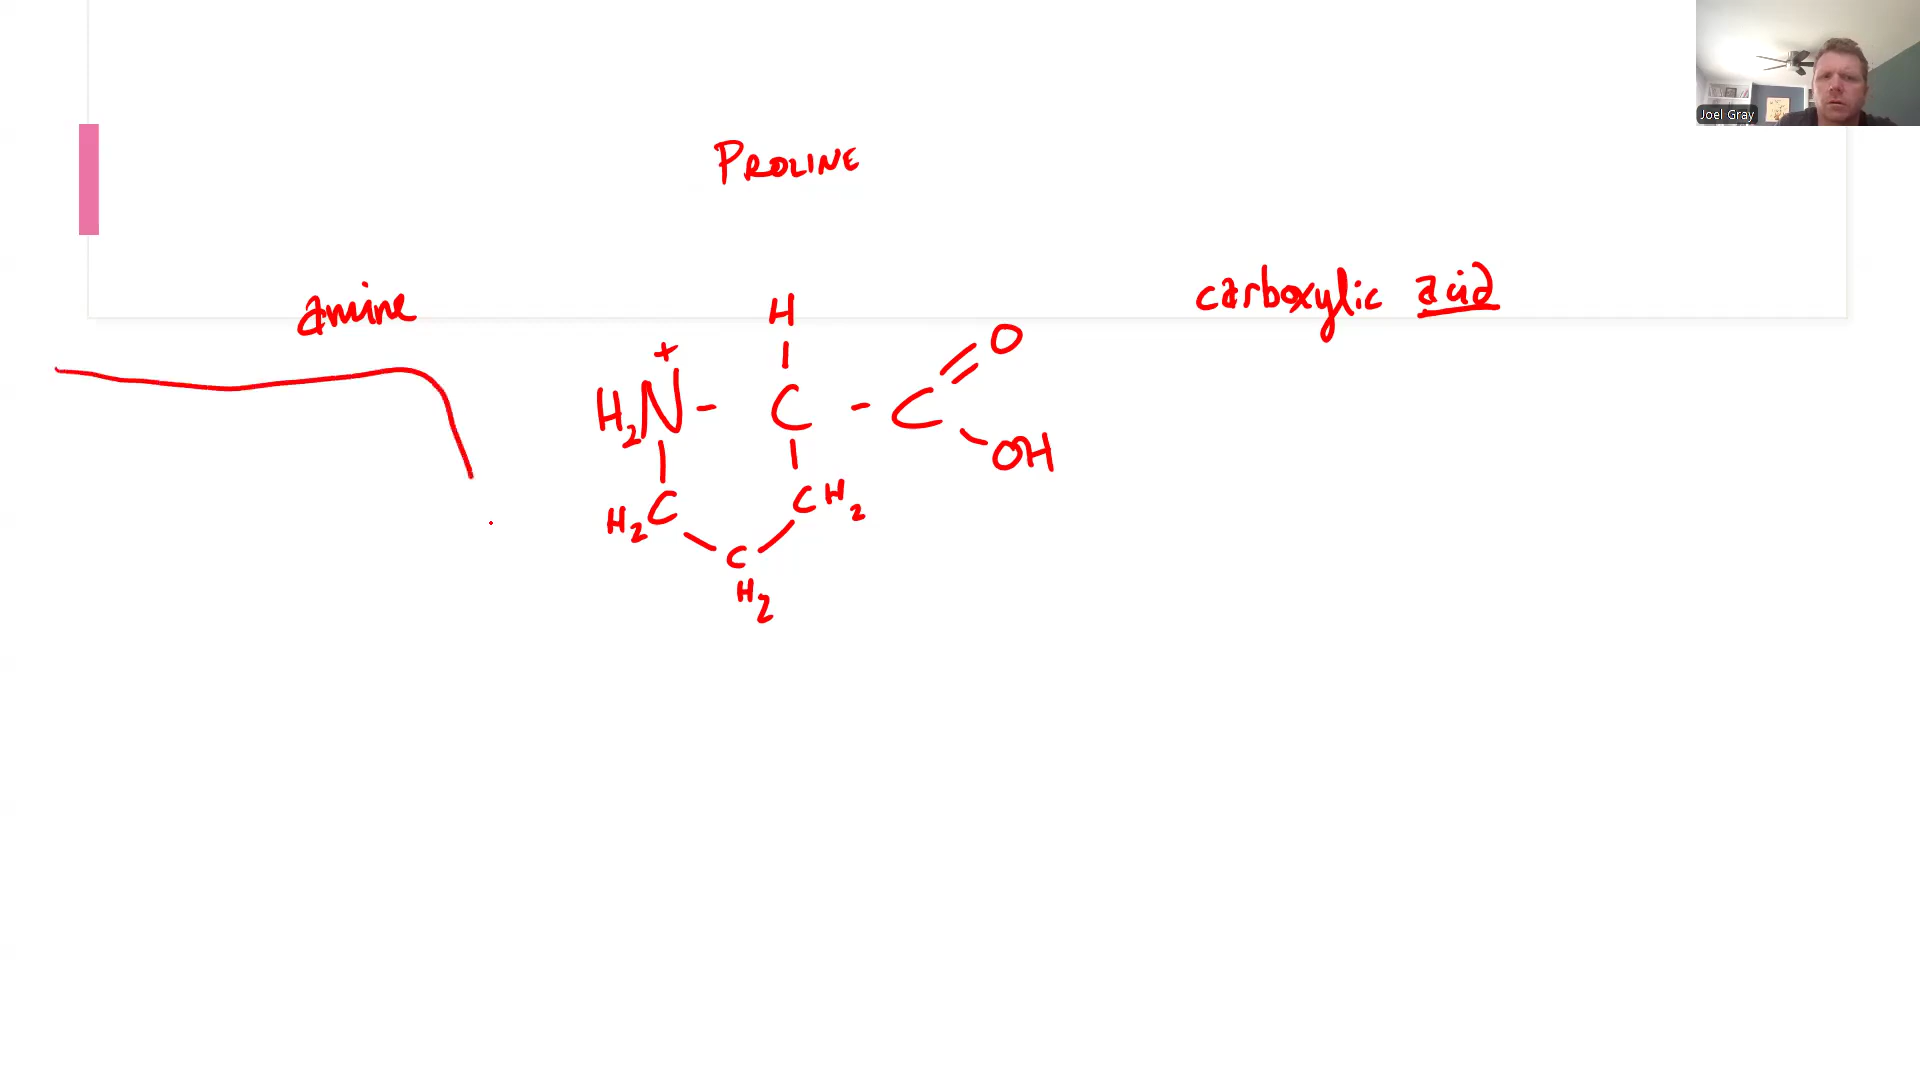 Joel Gray
PROLINE
amine
carboxylic acid
H
+
O
H2N - C - C
OH
H2C
CH2
C
H2